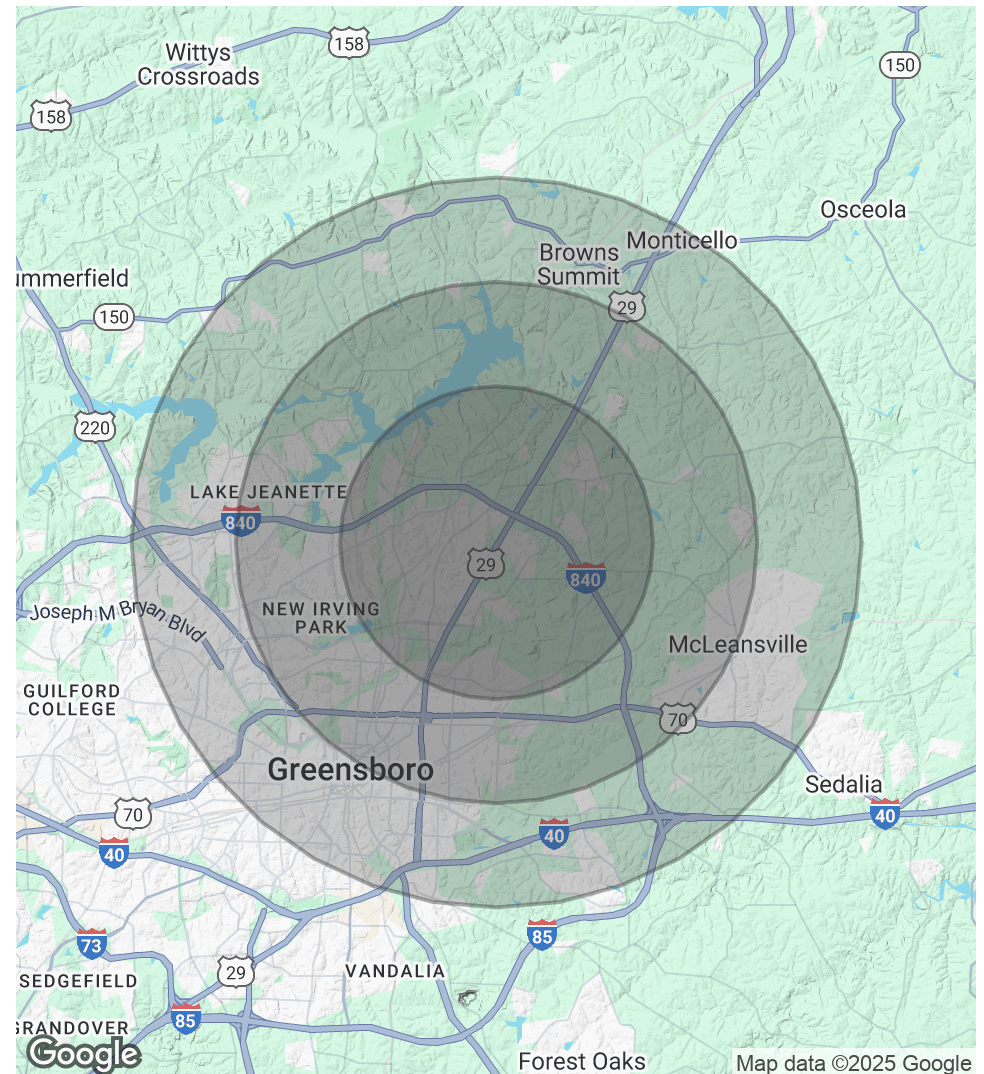 158
Wittys
Crossroads
150
158
Osceola
Monticello
Browns
Summit
ummerfield
29
150
220
LAKE JEANETTE
840
29
840
NEW IRVING
PARK
Joseph M Bryan Blvd
McLeansville
GUILFORD
COLLEGE
70
Greensboro
Sedalia
70
40
40
40
85
73
29
VANDALIA
SEDGEFIELD
85
GRANDOVER
Google
Forest Oaks
Map data ©2025 Google